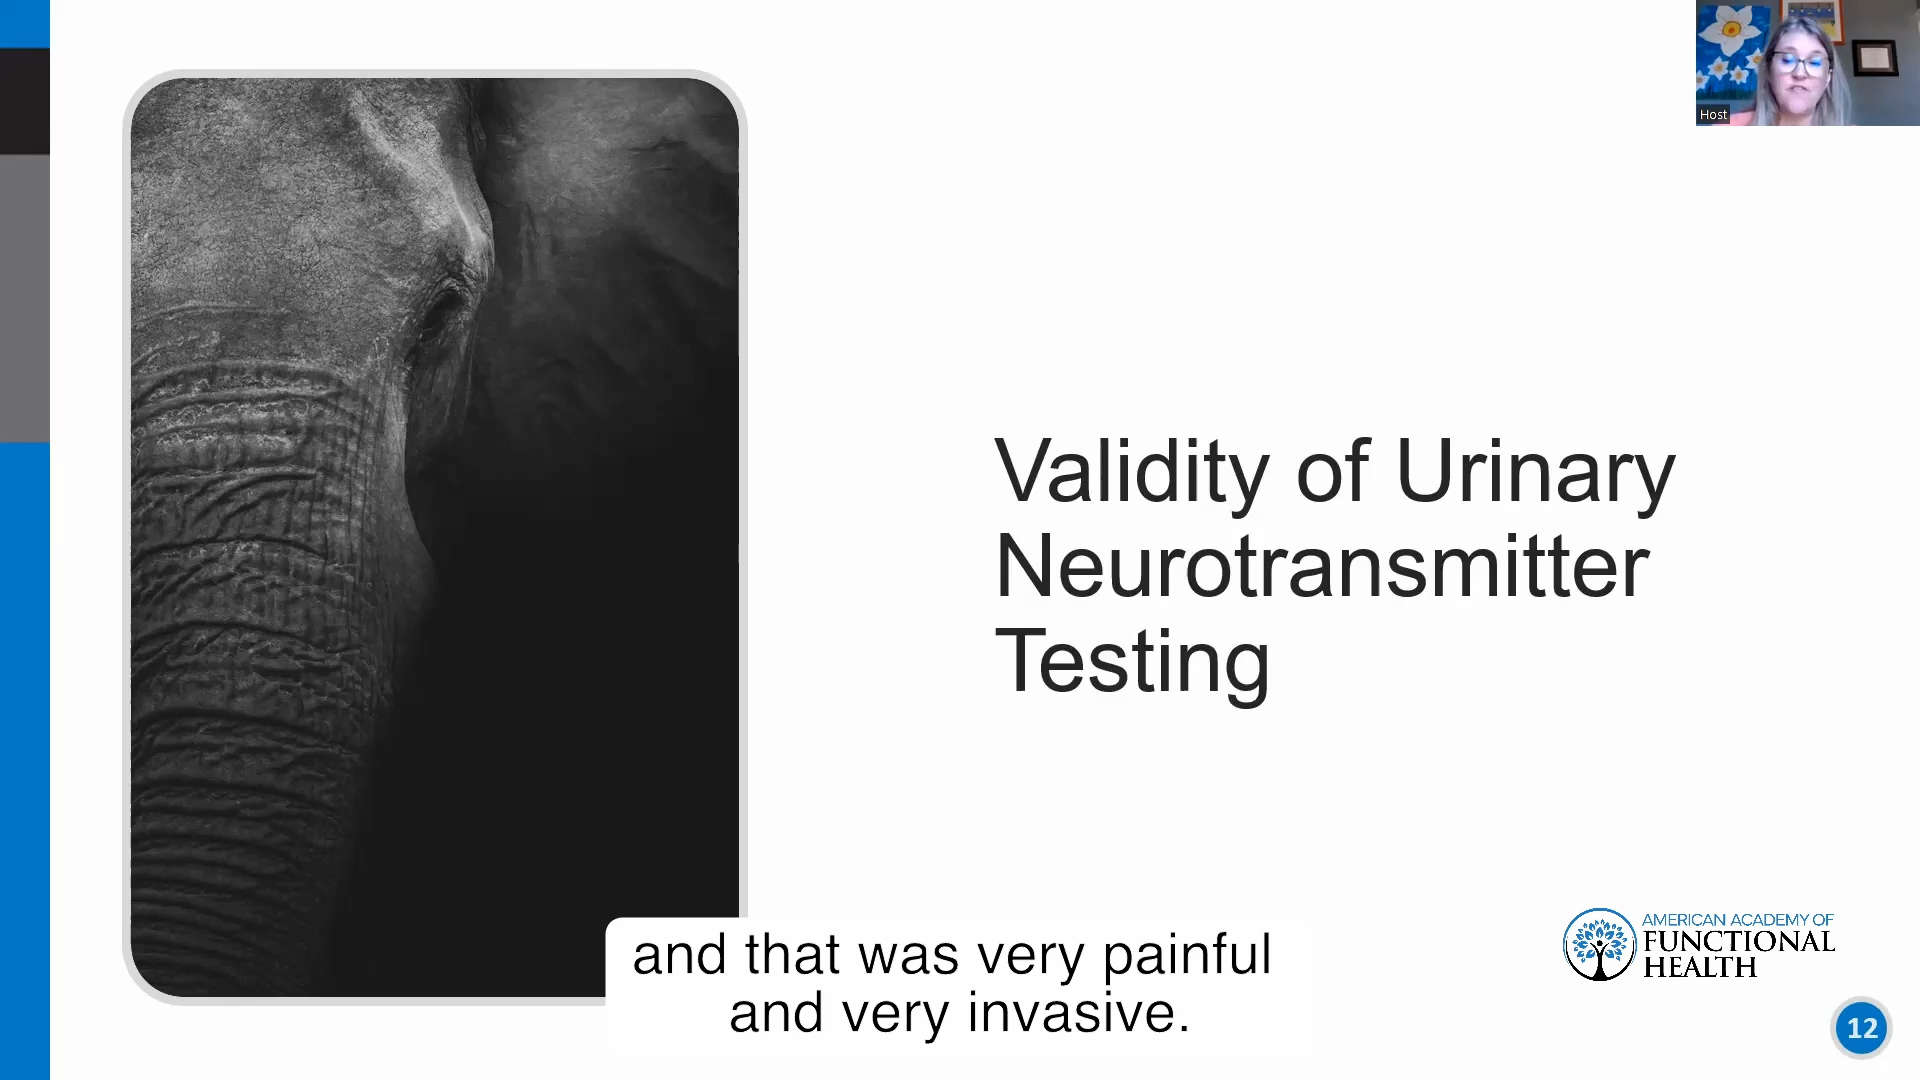 Host
Validity of Urinary
Neurotransmitter
Testing
and that was very painful
and very invasive.
AMERICAN ACADEMY OF
FUNCTIONAL
HEALTH
12